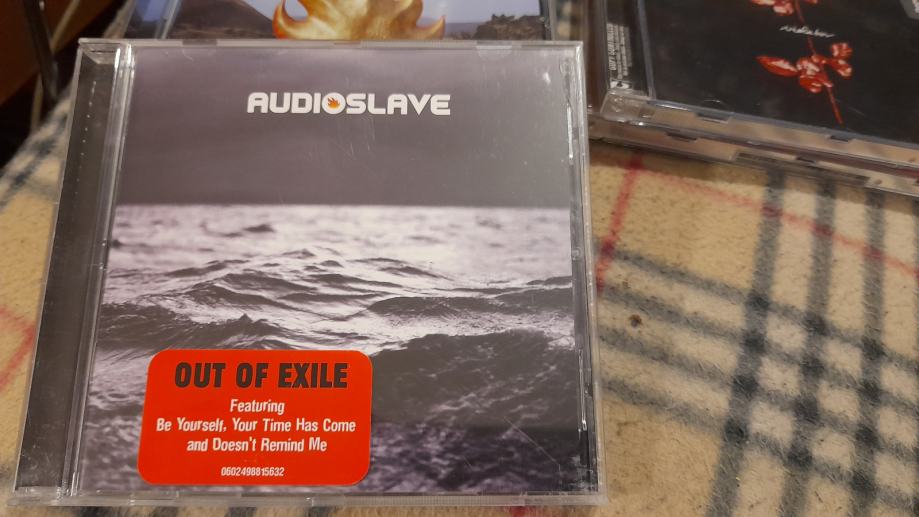 AUDIOSLAVE
OUT OF EXILE
Featuring
Be Yourself, Your Time Has Come
and Doesn't Remind Me
0602498815632